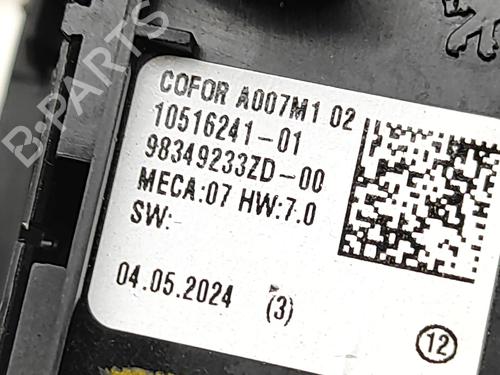 COFOR A007M1 02
10516241-01
98349233ZD-00
MECA:07 HW:7.0
SW:-
04.05.2024 (3)
12
B-PARTS